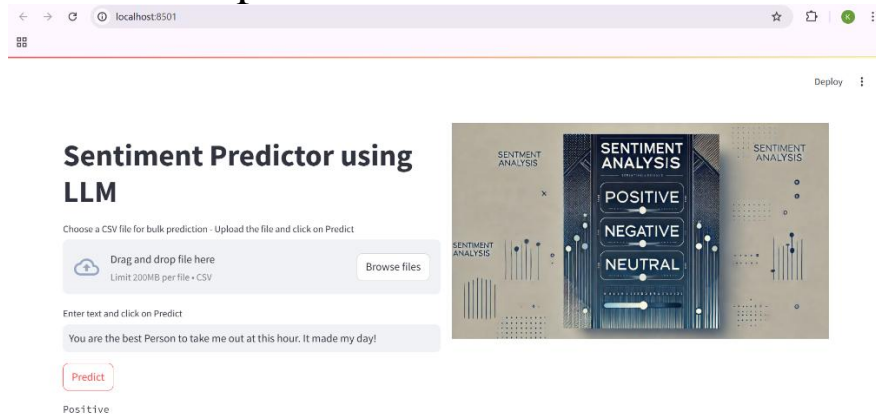 localhost:8501
K
Deploy
Sentiment Predictor using
LLM
Choose a CSV file for bulk prediction - Upload the file and click on Predict
Drag and drop file here
Limit 200MB per file • CSV
Browse files
Enter text and click on Predict
You are the best Person to take me out at this hour. It made my day!
Predict
Positive
SENTIMENT
ANALYSIS
SENTIMENT
ANALYSIS
POSITIVE
NEGATIVE
NEUTRAL
SENTIMENT
ANALYSIS
SENTIMENT
ANALYSIS